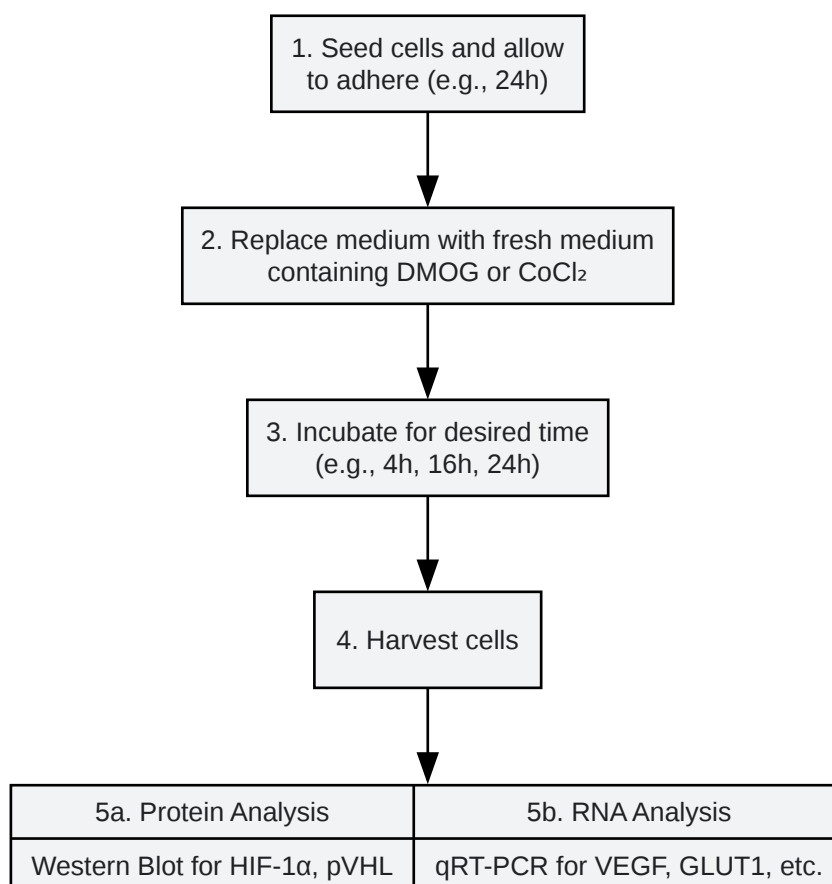 1. Seed cells and allow
to adhere (e.g., 24h)
2. Replace medium with fresh medium
containing DMOG or CoCl₂
3. Incubate for desired time
(e.g., 4h, 16h, 24h)
4. Harvest cells
5a. Protein Analysis
5b. RNA Analysis
Western Blot for HIF-1α, pVHL
qRT-PCR for VEGF, GLUT1, etc.